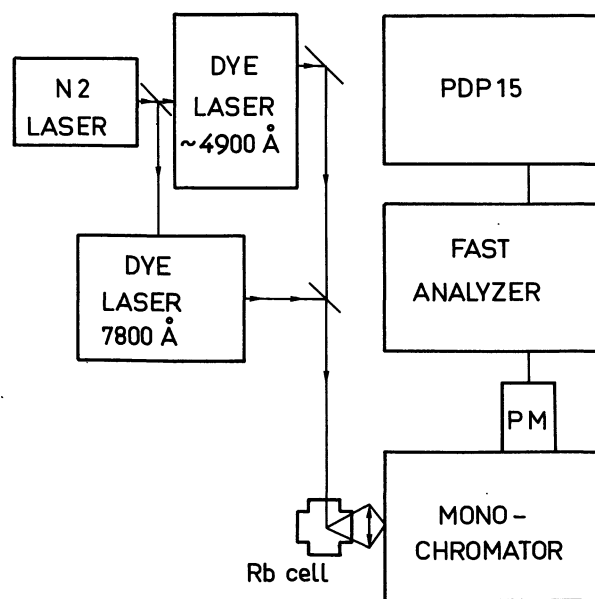 N2
LASER
DYE
LASER
~4900 Å
PDP15
DYE
LASER
7800 Å
FAST
ANALYZER
PM
MONO-
CHROMATOR
Rb cell